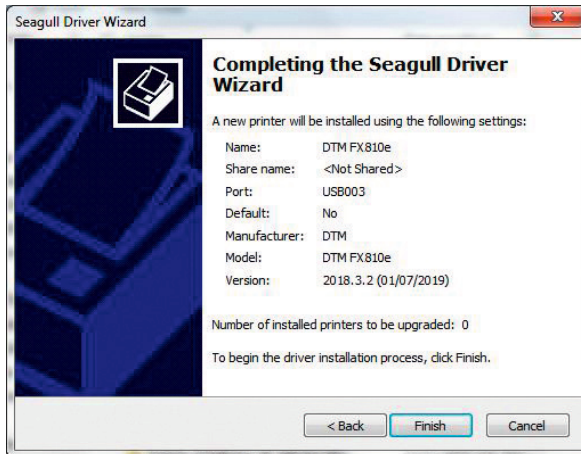 Seagull Driver Wizard
Completing the Seagull Driver
Wizard
A new printer will be installed using the following settings:
Name: DTM FX810e
Share name: <Not Shared>
Port: USB003
Default: No
Manufacturer: DTM
Model: DTM FX810e
Version: 2018.3.2 (01/07/2019)
Number of installed printers to be upgraded: 0
To begin the driver installation process, click Finish.
< Back Finish Cancel